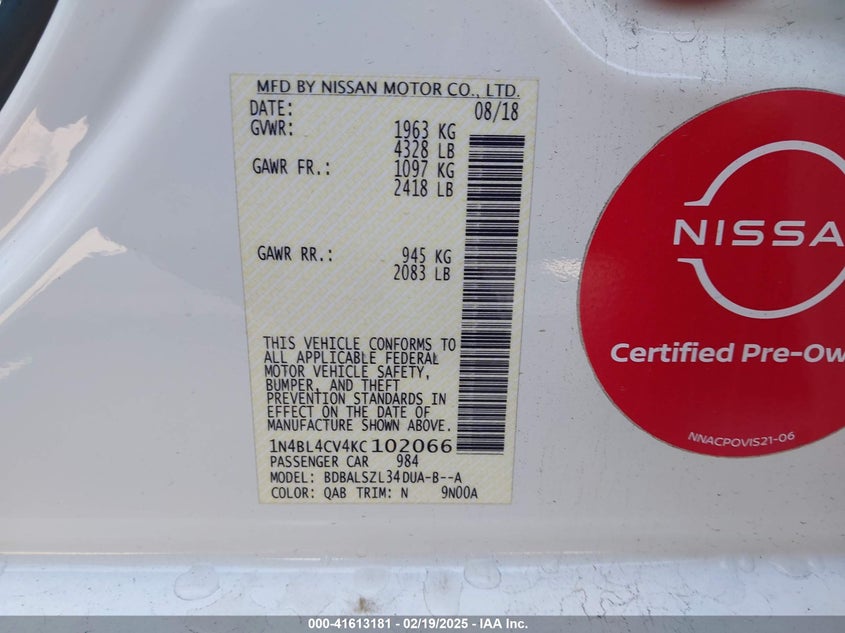 MFD BY NISSAN MOTOR CO., LTD.
DATE: 08/18
GVWR: 1963 KG
4328 LB
GAWR FR.: 1097 KG
2418 LB
GAWR RR.: 945 KG
2083 LB
THIS VEHICLE CONFORMS TO
ALL APPLICABLE FEDERAL
MOTOR VEHICLE SAFETY,
BUMPER, AND THEFT
PREVENTION STANDARDS IN
EFFECT ON THE DATE OF
MANUFACTURE SHOWN ABOVE.
1N4BL4CV4KC102066
PASSENGER CAR 984
MODEL: BDBALSZL34DUA-B--A
COLOR: QAB TRIM: N 9N00A
NISSA
Certified Pre-Ow
NNACPOVIS21-06
000-41613181 - 02/19/2025 - IAA Inc.